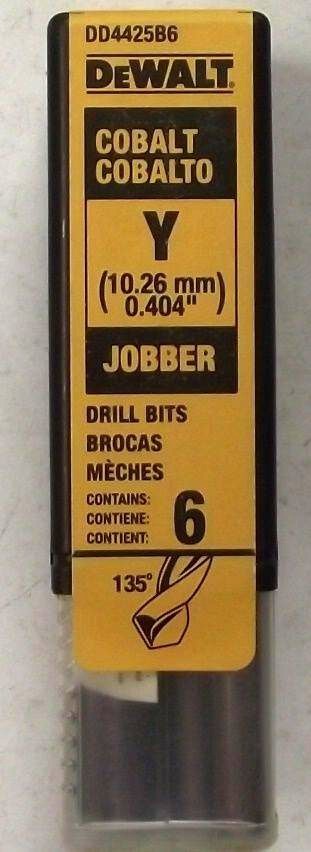 DD4425B6
DEWALT®
COBALT
COBALTO
Y
(10.26 mm)
0.404"
JOBBER
DRILL BITS
BROCAS
MÈCHES
CONTAINS:
CONTIENE:
CONTIENT:
6
135°